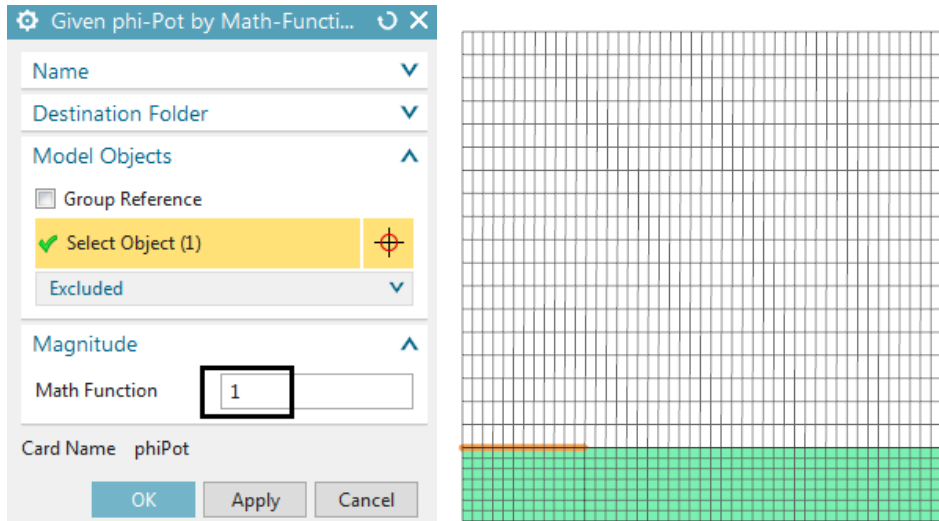 Given phi-Pot by Math-Functi...
Name
Destination Folder
Model Objects
Group Reference
Select Object (1)
Excluded
Magnitude
Math Function 1
Card Name phiPot
OK Apply Cancel